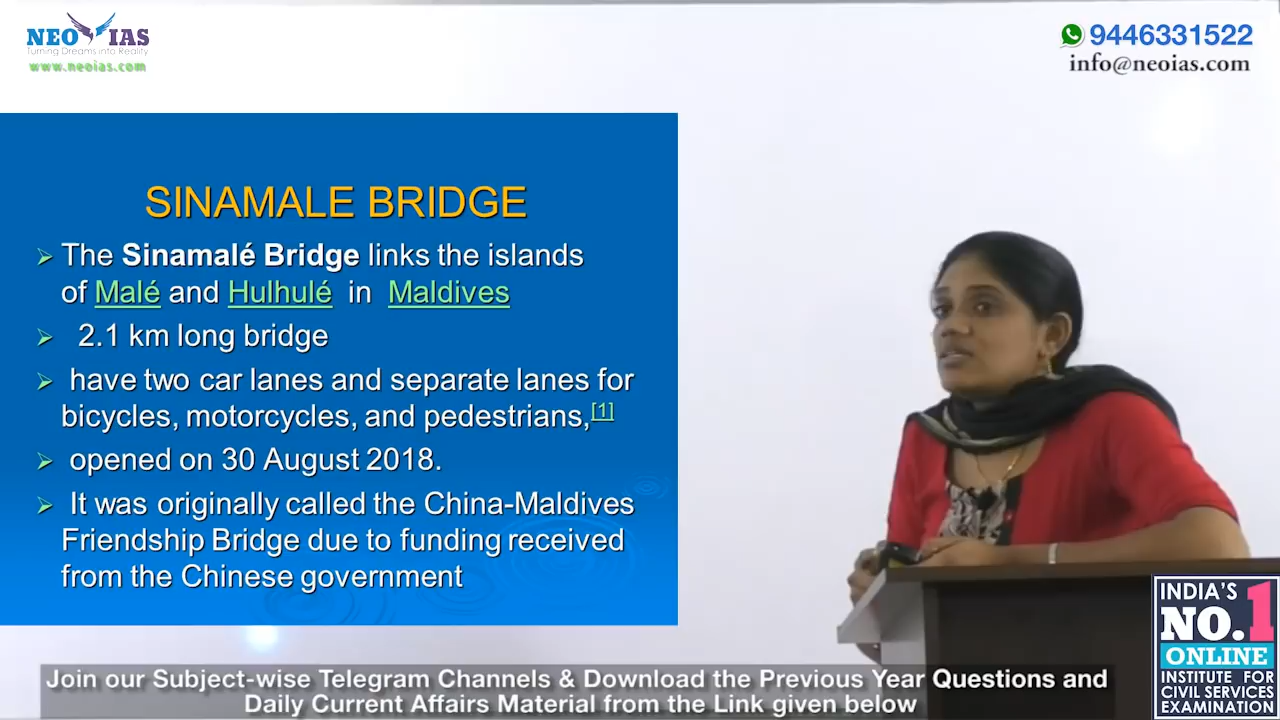 NEO IAS
Turning Dreams into Reality
www.neoias.com
9446331522
info@neoias.com
SINAMALE BRIDGE
The Sinamalé Bridge links the islands
of Malé and Hulhulé in Maldives
2.1 km long bridge
have two car lanes and separate lanes for
bicycles, motorcycles, and pedestrians,[1]
opened on 30 August 2018.
It was originally called the China-Maldives
Friendship Bridge due to funding received
from the Chinese government
INDIA'S
NO.1
ONLINE
INSTITUTE FOR
CIVIL SERVICES
EXAMINATION
Join our Subject-wise Telegram Channels & Download the Previous Year Questions and
Daily Current Affairs Material from the Link given below